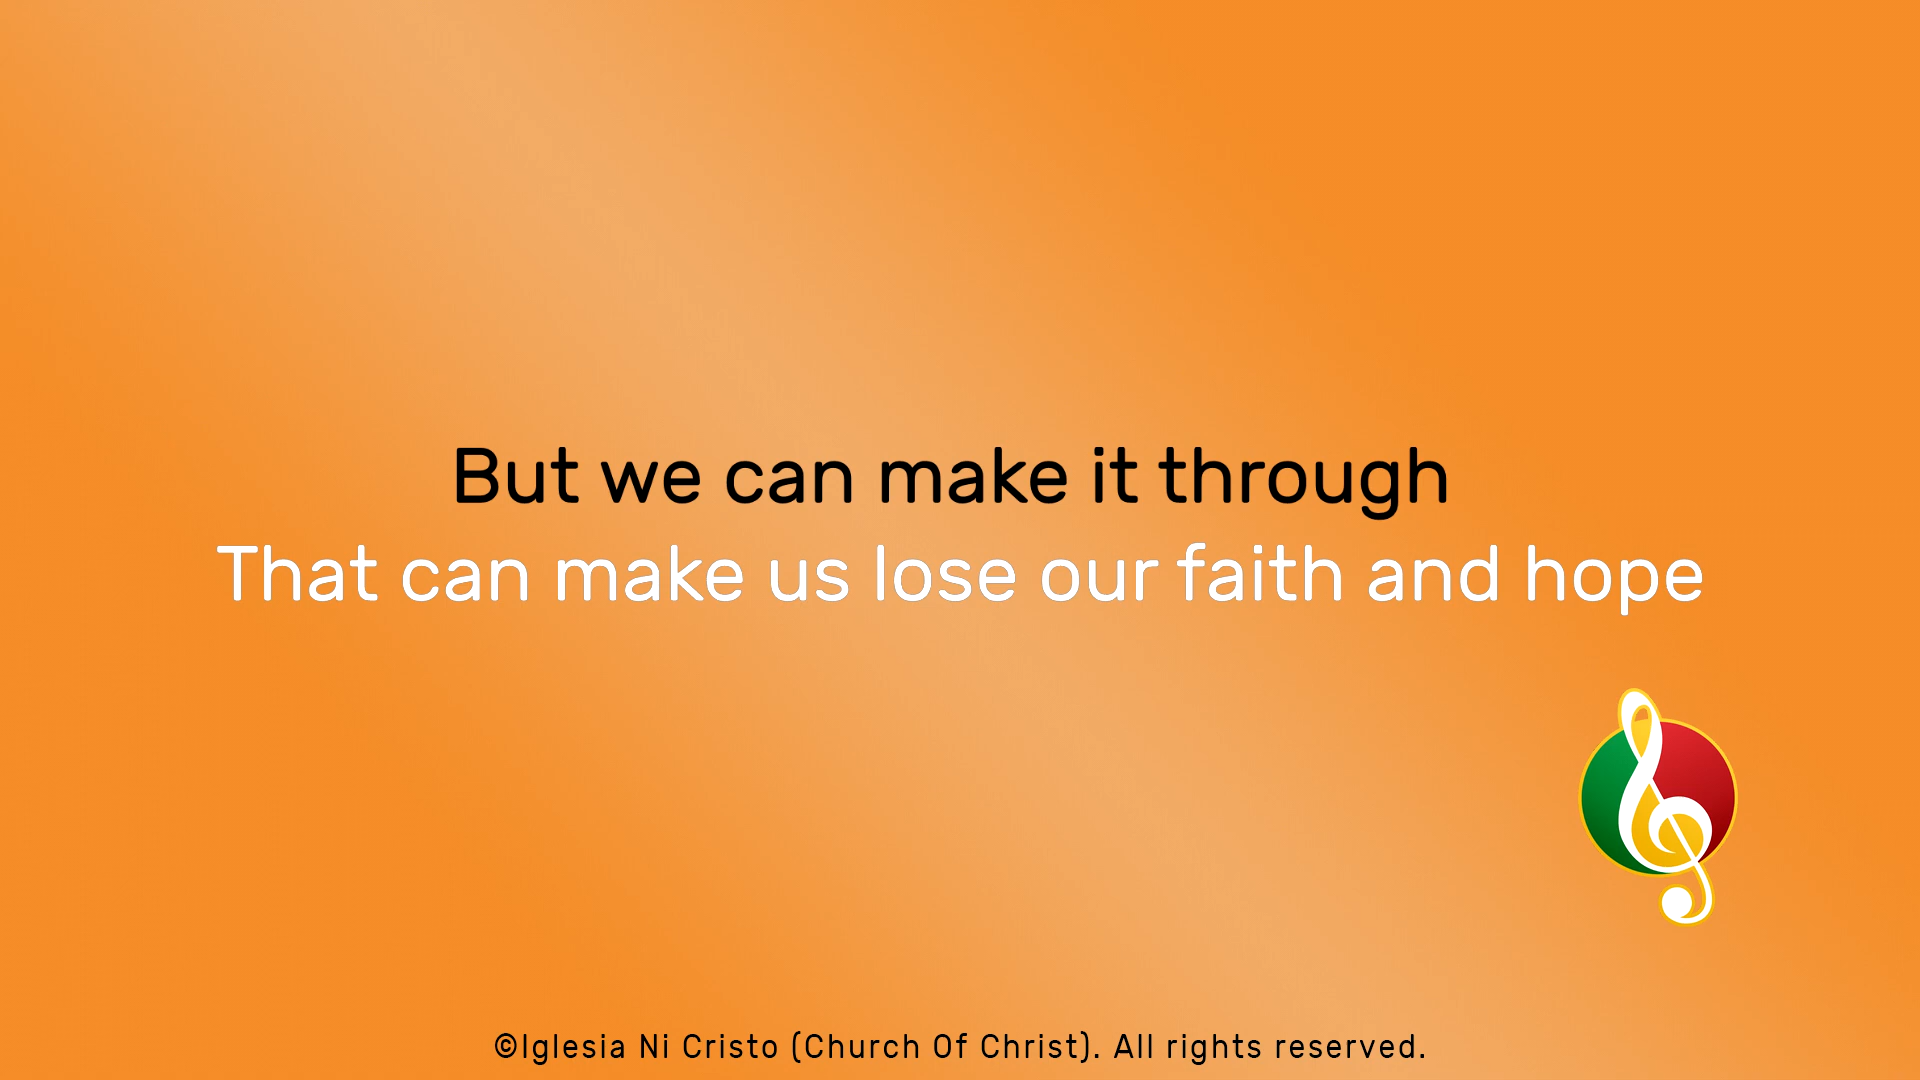 But we can make it through
That can make us lose our faith and hope
©Iglesia Ni Cristo (Church Of Christ). All rights reserved.